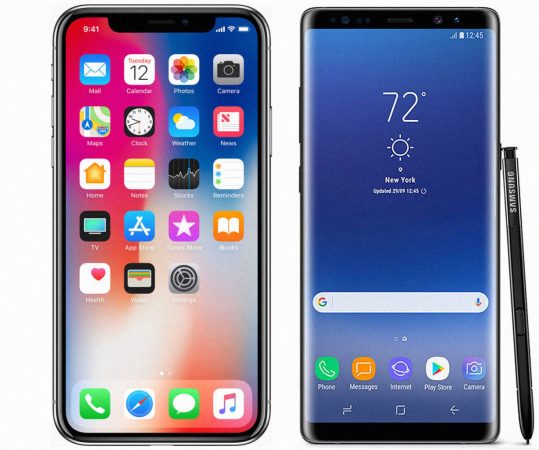 9:41
Tuesday
12
Mail
Calendar
Photos
Camera
Maps
Clock
Weather
News
Home
Notes
Stocks
Reminders
TV
App Store
iTunes Store
iBooks
Health
Wallet
Settings
12:45
72°
New York
Updated 29/09 12:45
G
Phone
Messages
Internet
Play Store
Camera
SAMSUNG